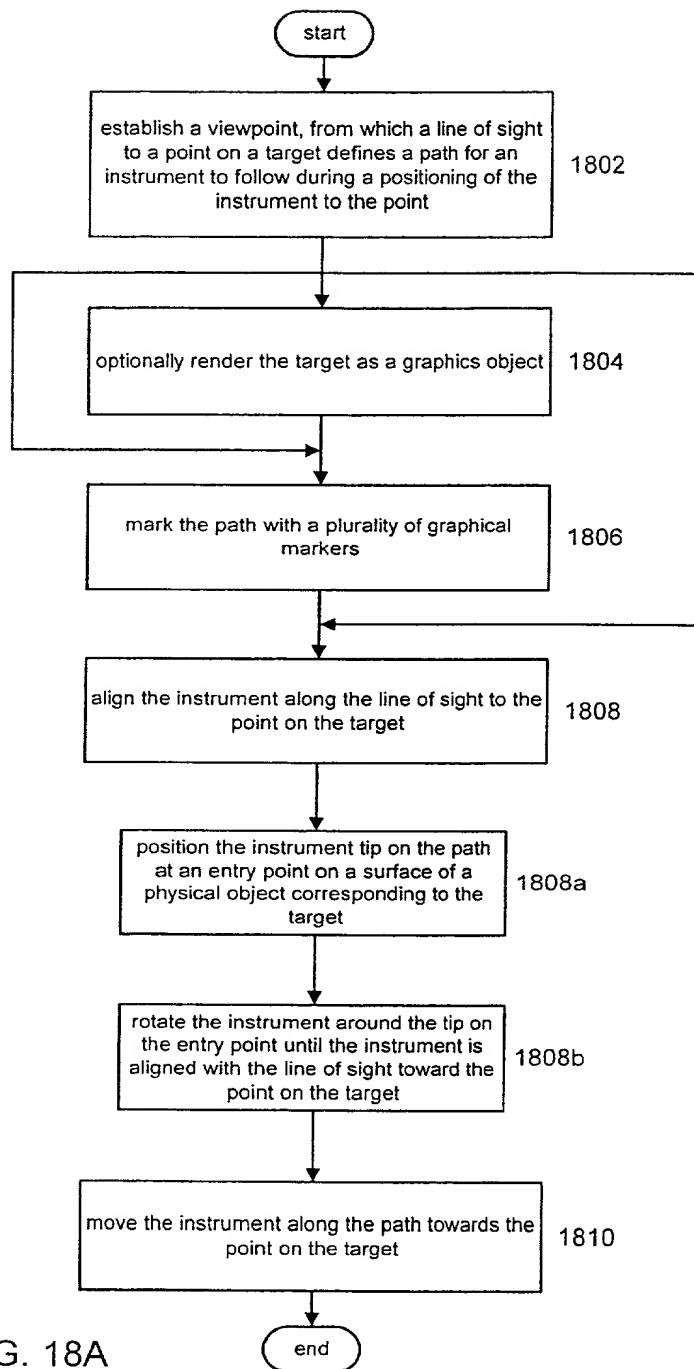 start
establish a viewpoint, from which a line of sight
to a point on a target defines a path for an
instrument to follow during a positioning of the
instrument to the point
1802
optionally render the target as a graphics object
1804
mark the path with a plurality of graphical
markers
1806
align the instrument along the line of sight to the
point on the target
1808
position the instrument tip on the path
at an entry point on a surface of a
physical object corresponding to the
target
1808a
rotate the instrument around the tip on
the entry point until the instrument is
aligned with the line of sight toward the
point on the target
1808b
move the instrument along the path towards the
point on the target
1810
G. 18A
end